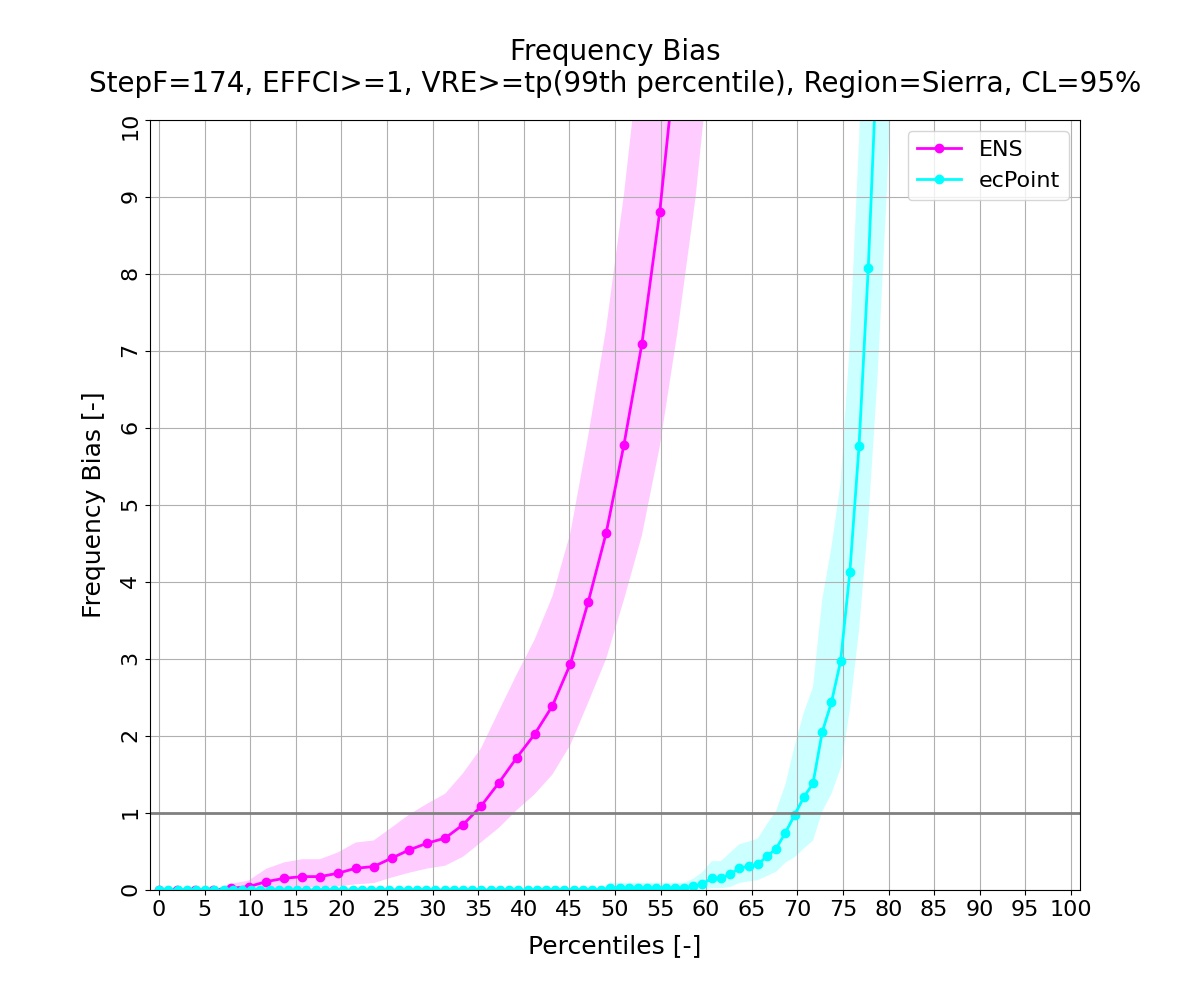 Frequency Bias
StepF=174, EFFCI>=1, VRE>=tp(99th percentile), Region=Sierra, CL=95%
10
9
8
7
6
5
4
3
2
1
0
Frequency Bias [-]
ENS
ecPoint
0 5 10 15 20 25 30 35 40 45 50 55 60 65 70 75 80 85 90 95 100
Percentiles [-]